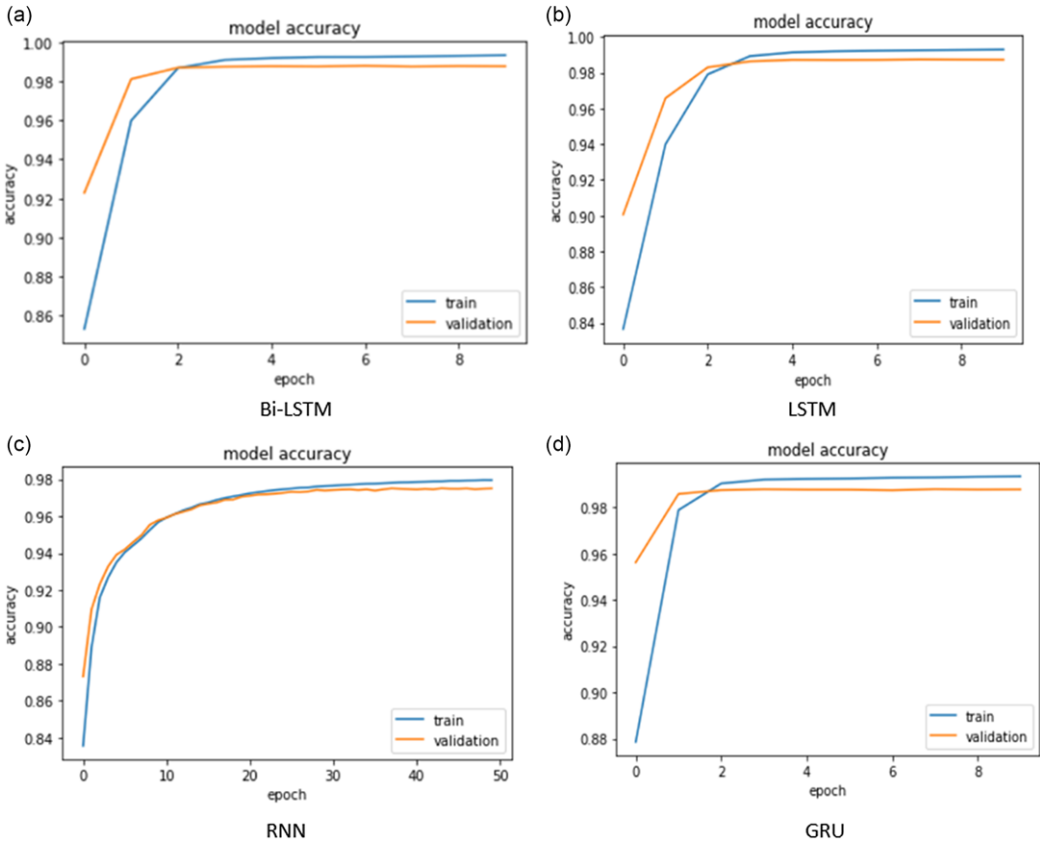 (a)
model accuracy
1.00
0.98
0.96
0.94
0.92
0.90
0.88
0.86
accuracy
train
validation
0 2 4 6 8
epoch
Bi-LSTM
(b)
model accuracy
1.00
0.98
0.96
0.94
0.92
0.90
0.88
0.86
0.84
accuracy
train
validation
0 2 4 6 8
epoch
LSTM
(c)
model accuracy
0.98
0.96
0.94
0.92
0.90
0.88
0.86
0.84
accuracy
train
validation
0 10 20 30 40 50
epoch
RNN
(d)
model accuracy
0.98
0.96
0.94
0.92
0.90
0.88
accuracy
train
validation
0 2 4 6 8
epoch
GRU